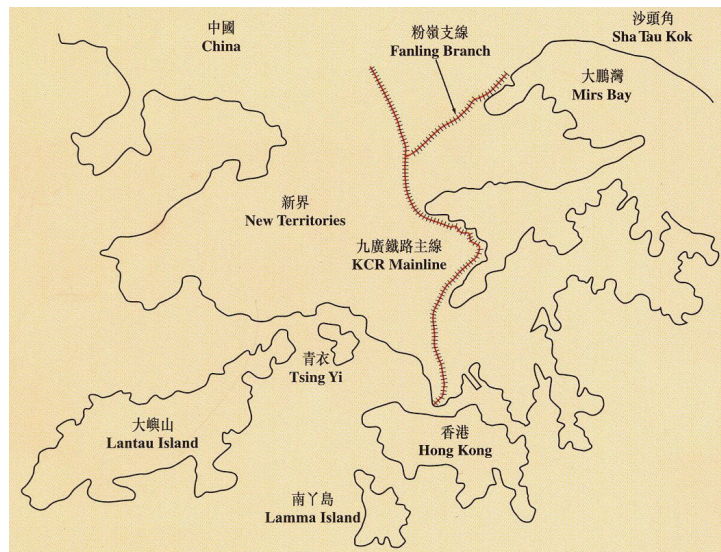 中國
China
粉嶺支線
Fanling Branch
沙頭角
Sha Tau Kok
大鵬灣
Mirs Bay
新界
New Territories
九廣鐵路主線
KCR Mainline
青衣
Tsing Yi
大嶼山
Lantau Island
香港
Hong Kong
南丫島
Lamma Island